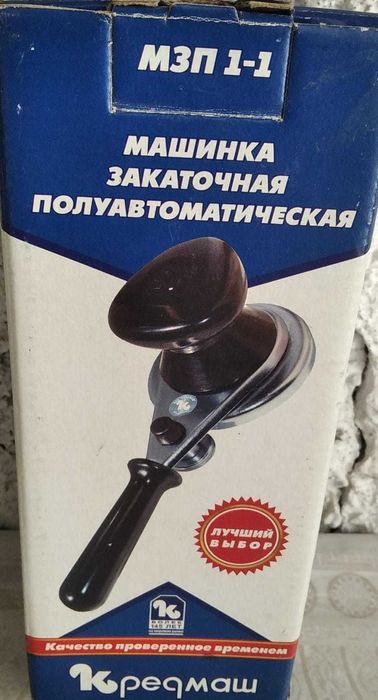 МЗП 1-1
МАШИНКА
ЗАКАТОЧНАЯ
ПОЛУАВТОМАТИЧЕСКАЯ
ЛУЧШИЙ
ВЫБОР
БОЛЕЕ
145 ЛЕТ
Качество проверенное временем
Кредмаш